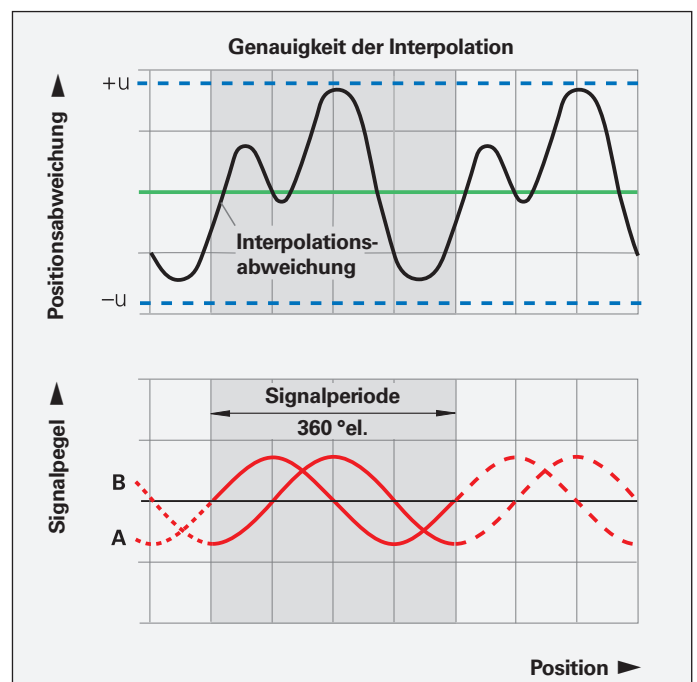 Genauigkeit der Interpolation
Positionsabweichung ▲
+u
Interpolations-
abweichung
–u
Signalpegel ▲
Signalperiode
360 °el.
B
A
Position ►